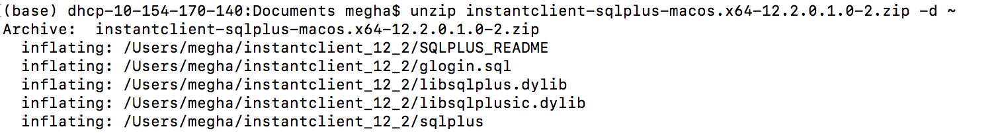 (base) dhcp-10-154-170-140:Documents megha$ unzip instantclient-sqlplus-macos.x64-12.2.0.1.0-2.zip -d ~
Archive:  instantclient-sqlplus-macos.x64-12.2.0.1.0-2.zip
  inflating: /Users/megha/instantclient_12_2/SQLPLUS_README
  inflating: /Users/megha/instantclient_12_2/glogin.sql
  inflating: /Users/megha/instantclient_12_2/libsqlplus.dylib
  inflating: /Users/megha/instantclient_12_2/libsqlplusic.dylib
  inflating: /Users/megha/instantclient_12_2/sqlplus